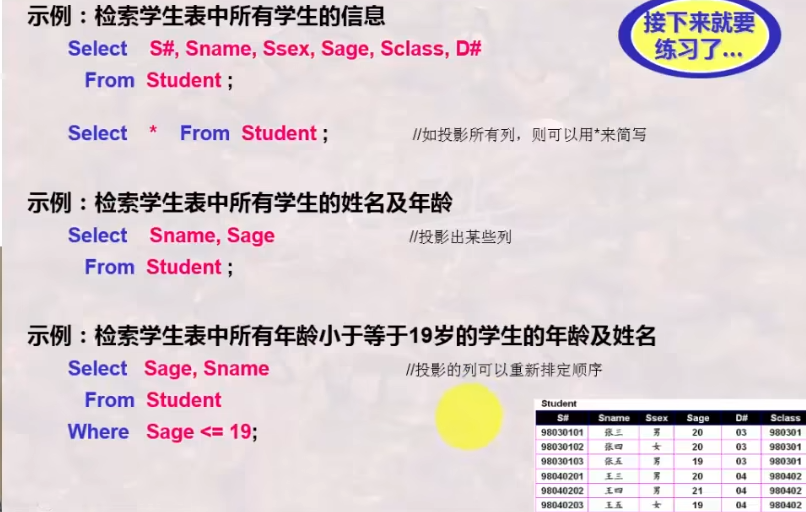 示例：检索学生表中所有学生的信息
接下来就要
练习了...
Select S#, Sname, Ssex, Sage, Sclass, D#
From Student ;
Select * From Student ; //如投影所有列，则可以用*来简写
示例：检索学生表中所有学生的姓名及年龄
Select Sname, Sage //投影出某些列
From Student ;
示例：检索学生表中所有年龄小于等于19岁的学生的年龄及姓名
Select Sage, Sname //投影的列可以重新排定顺序
From Student
Where Sage <= 19;
Student
S# Sname Ssex Sage D# Sclass
98030101 张三 男 20 03 980301
98030102 张四 女 20 03 980301
98030103 张五 男 19 03 980301
98040201 王三 男 20 04 980402
98040202 王四 男 21 04 980402
98040203 王五 女 19 04 980402